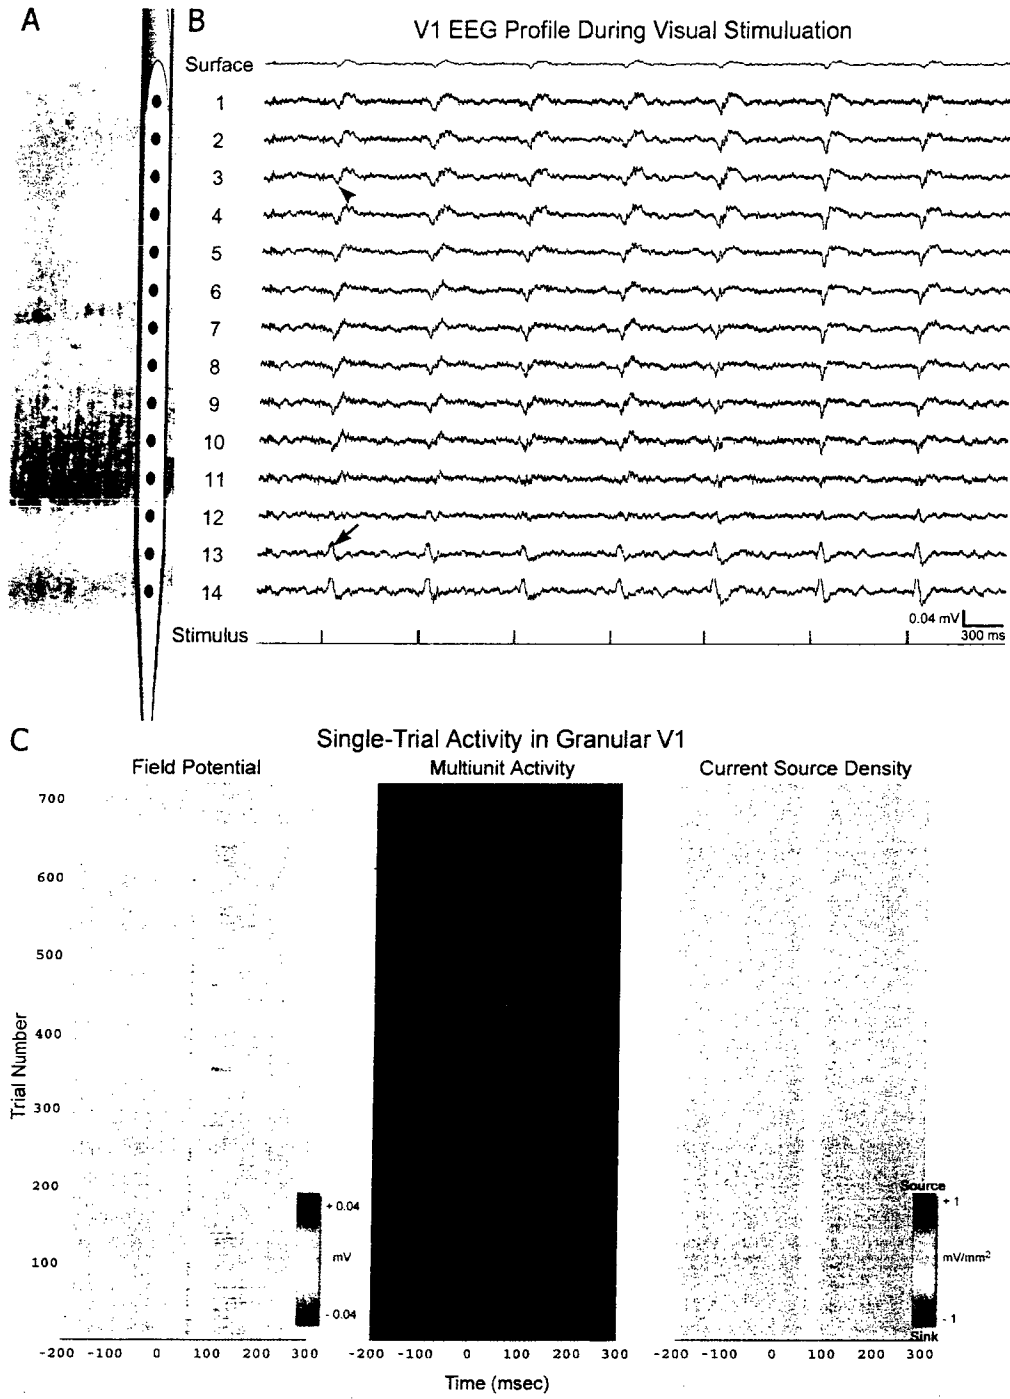 A
B
V1 EEG Profile During Visual Stimuluation
Surface
1
2
3
4
5
6
7
8
9
10
11
12
13
14
0.04 mV
300 ms
Stimulus
C
Single-Trial Activity in Granular V1
Field Potential
Multiunit Activity
Current Source Density
Trial Number
700
600
500
400
300
200
100
+ 0.04
mV
- 0.04
Source
+ 1
mV/mm2
- 1
Sink
-200 -100 0 100 200 300
-200 -100 0 100 200 300
-200 -100 0 100 200 300
Time (msec)